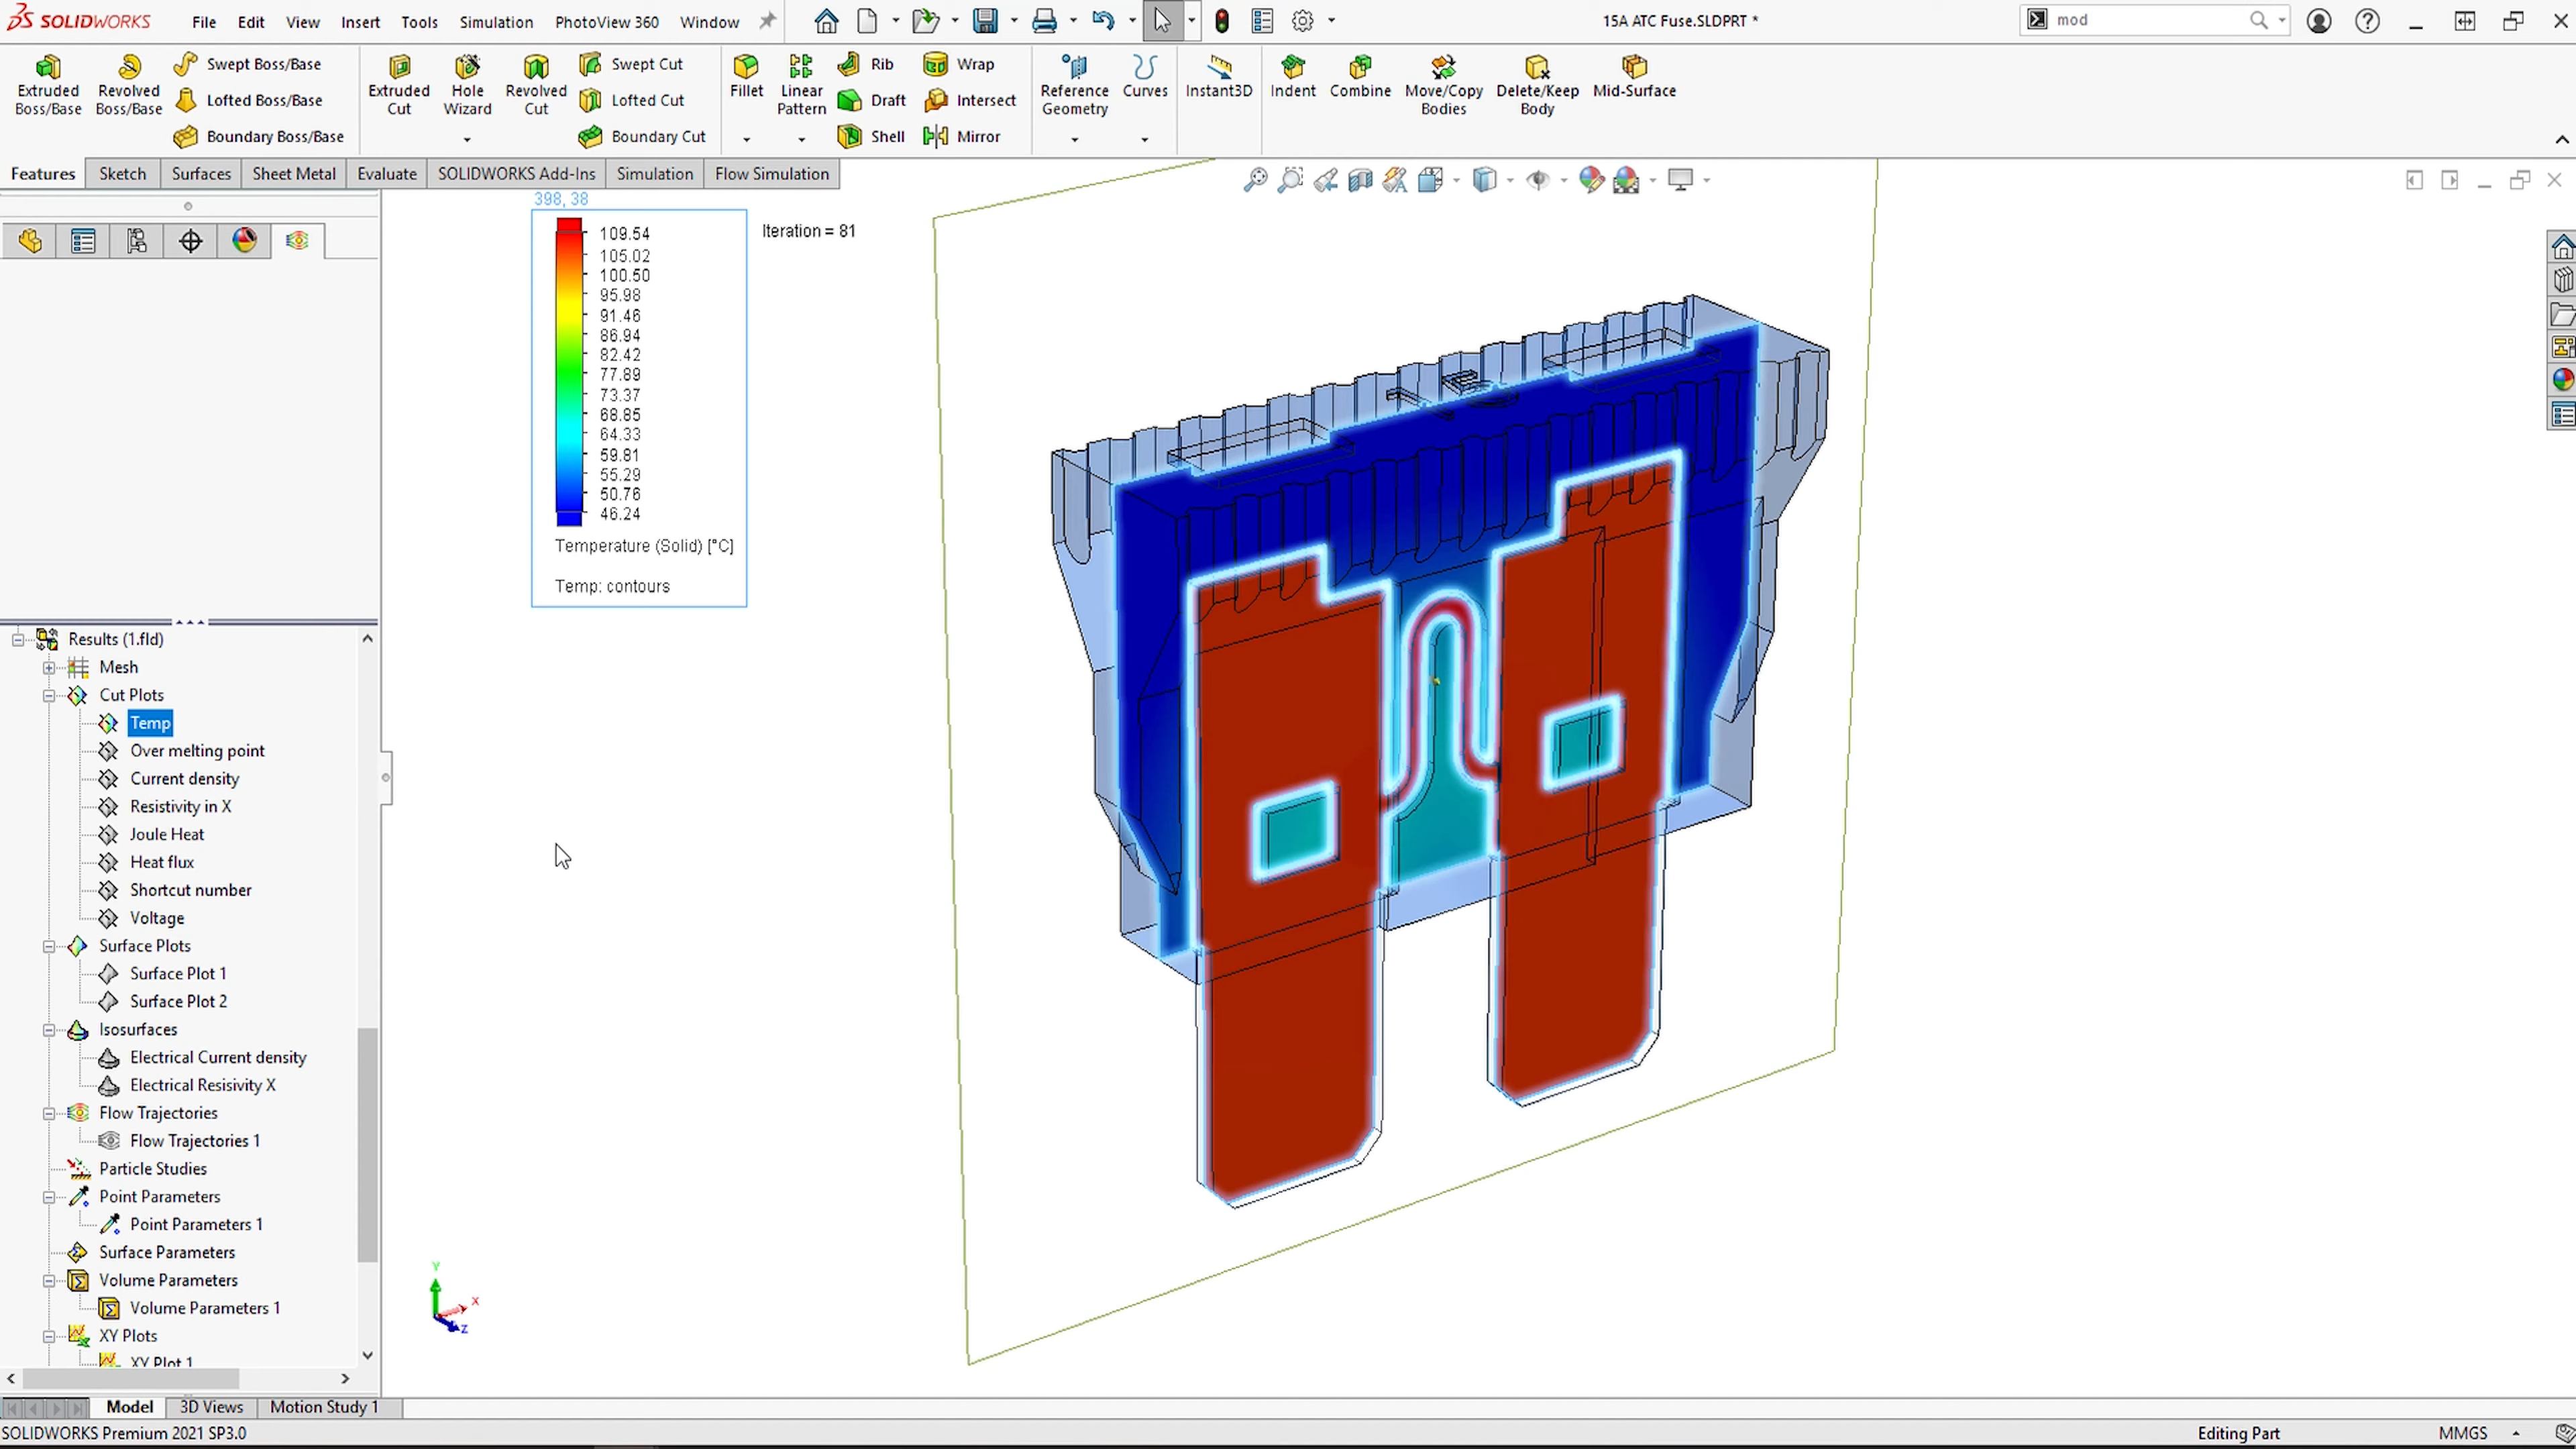 SOLIDWORKS File Edit View Insert Tools Simulation PhotoView 360 Window 15A ATC Fuse.SLDPRT * mod
Extruded Boss/Base
Revolved Boss/Base
Swept Boss/Base
Lofted Boss/Base
Boundary Boss/Base
Extruded Cut
Hole Wizard
Revolved Cut
Swept Cut
Lofted Cut
Boundary Cut
Fillet
Linear Pattern
Rib
Draft
Shell
Wrap
Intersect
Mirror
Reference Geometry
Curves
Instant3D
Indent
Combine
Move/Copy Bodies
Delete/Keep Body
Mid-Surface
Features Sketch Surfaces Sheet Metal Evaluate SOLIDWORKS Add-Ins Simulation Flow Simulation
398, 38
Iteration = 81
109.54
105.02
100.50
95.98
91.46
86.94
82.42
77.89
73.37
68.85
64.33
59.81
55.29
50.76
46.24
Temperature (Solid) [°C]
Temp: contours
Results (1.fld)
Mesh
Cut Plots
Temp
Over melting point
Current density
Resistivity in X
Joule Heat
Heat flux
Shortcut number
Voltage
Surface Plots
Surface Plot 1
Surface Plot 2
Isosurfaces
Electrical Current density
Electrical Resisivity X
Flow Trajectories
Flow Trajectories 1
Particle Studies
Point Parameters
Point Parameters 1
Surface Parameters
Volume Parameters
Volume Parameters 1
XY Plots
XY Plot 1
Y
X
Z
Model 3D Views Motion Study 1
SOLIDWORKS Premium 2021 SP3.0 Editing Part MMGS